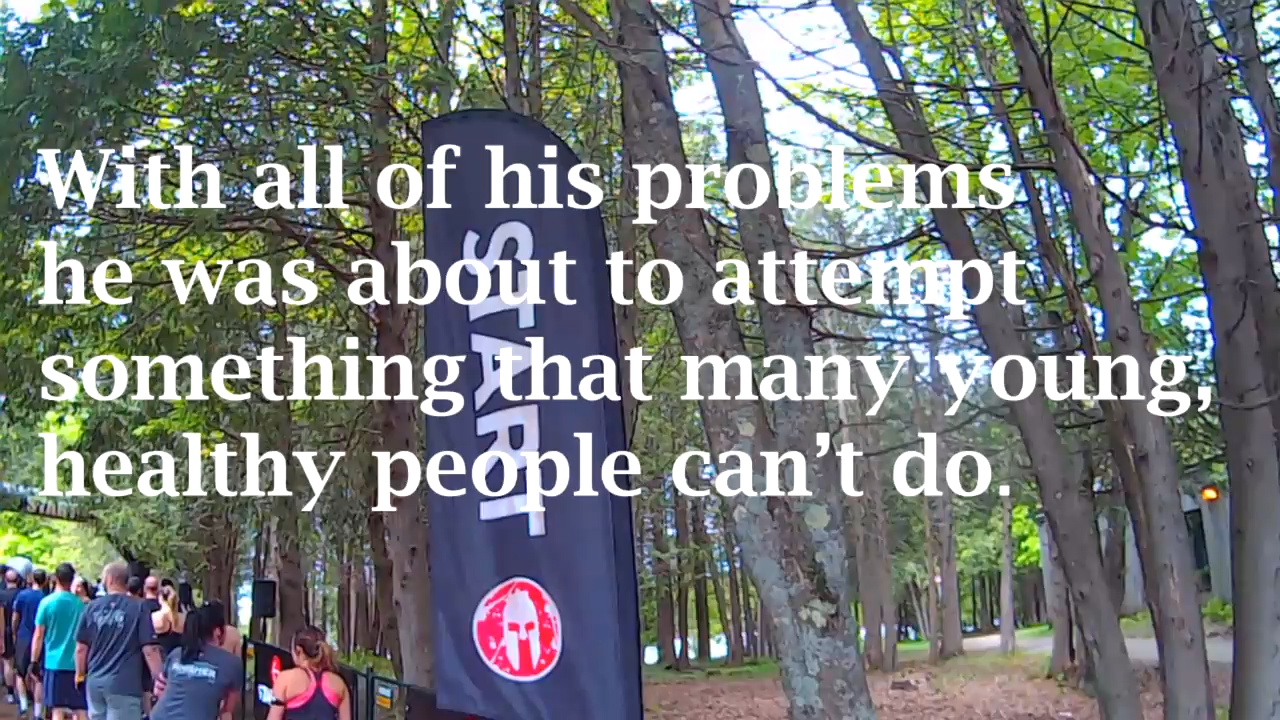 With all of his problems
he was about to attempt
something that many young,
healthy people can’t do.
START